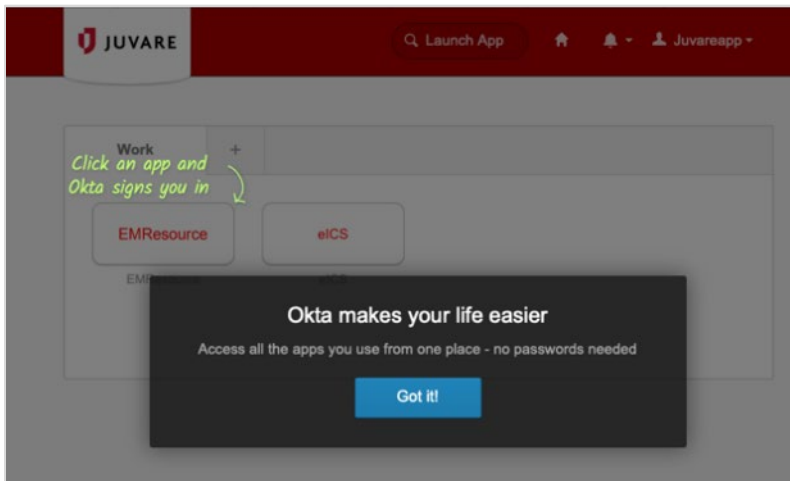 JUVARE
Launch App
Juvareapp
Work
+
Click an app and
Okta signs you in
EMResource
eICS
eICS
Okta makes your life easier
Access all the apps you use from one place - no passwords needed
Got it!